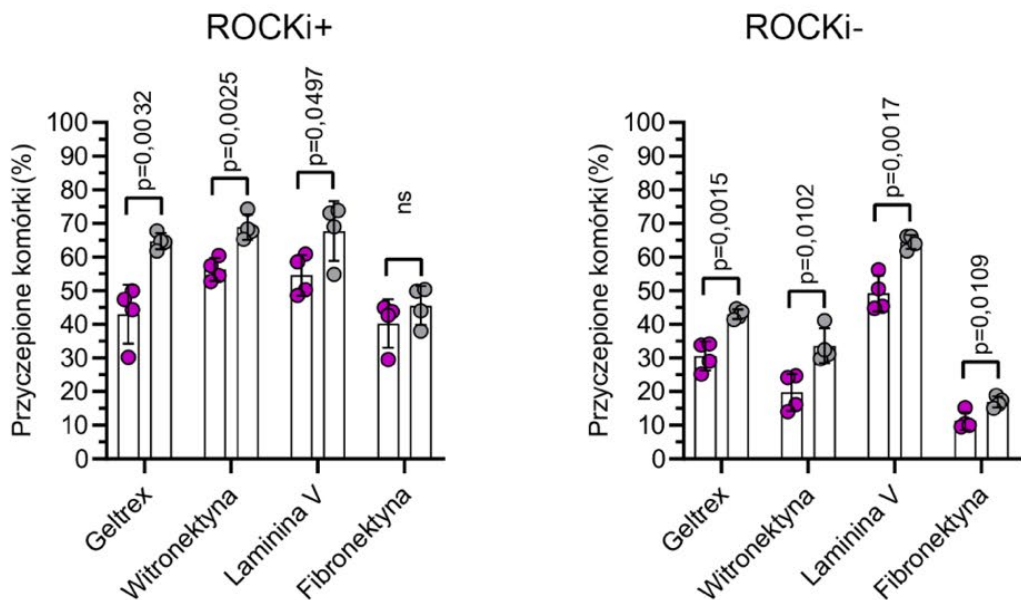 ROCKi+
p=0,0032
p=0,0025
p=0,0497
ns
Przyczepione komórki (%)
100
90
80
70
60
50
40
30
20
10
0
Geltrex
Witronektyna
Laminina V
Fibronektyna
ROCKi-
p=0,0015
p=0,0102
p=0,0017
p=0,0109
Przyczepione komórki (%)
100
90
80
70
60
50
40
30
20
10
0
Geltrex
Witronektyna
Laminina V
Fibronektyna